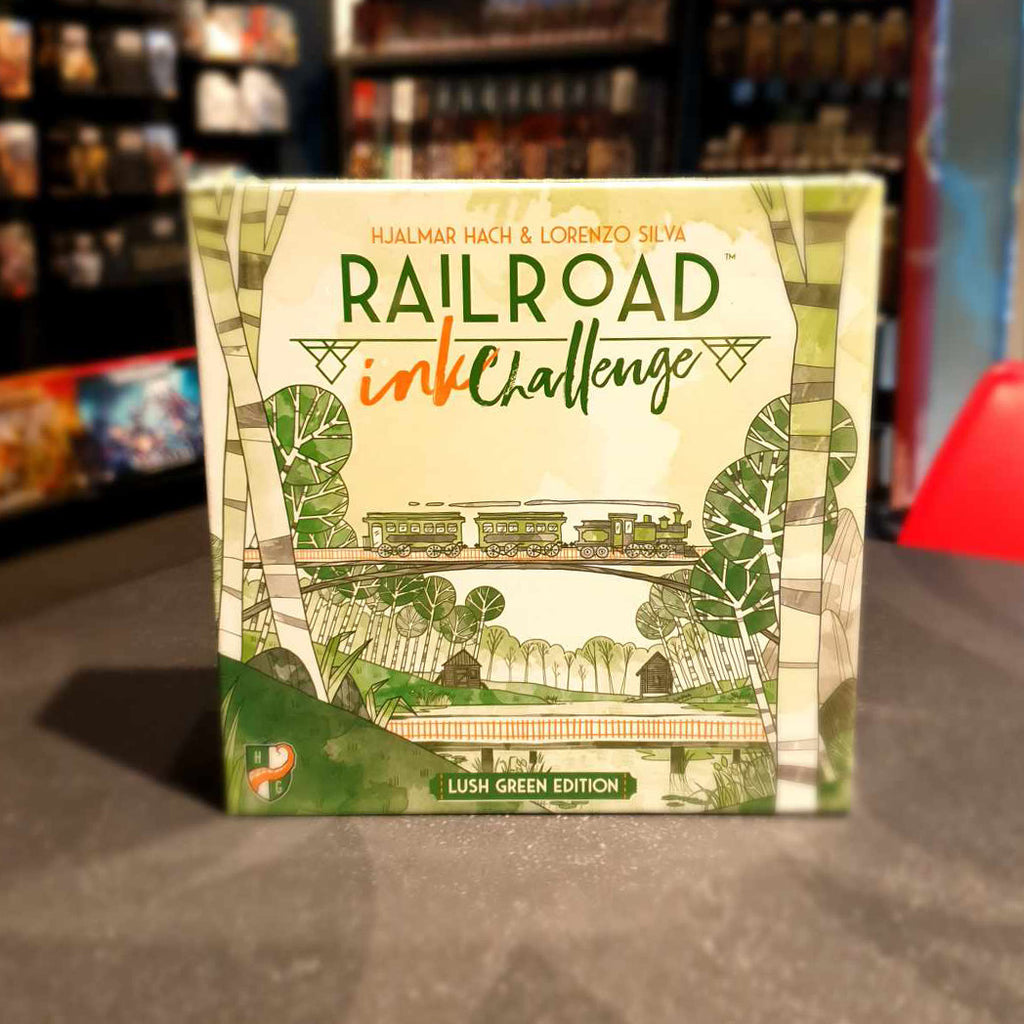 HJALMAR HACH & LORENZO SILVA
RAILROAD™
ink Challenge
H
G
LUSH GREEN EDITION